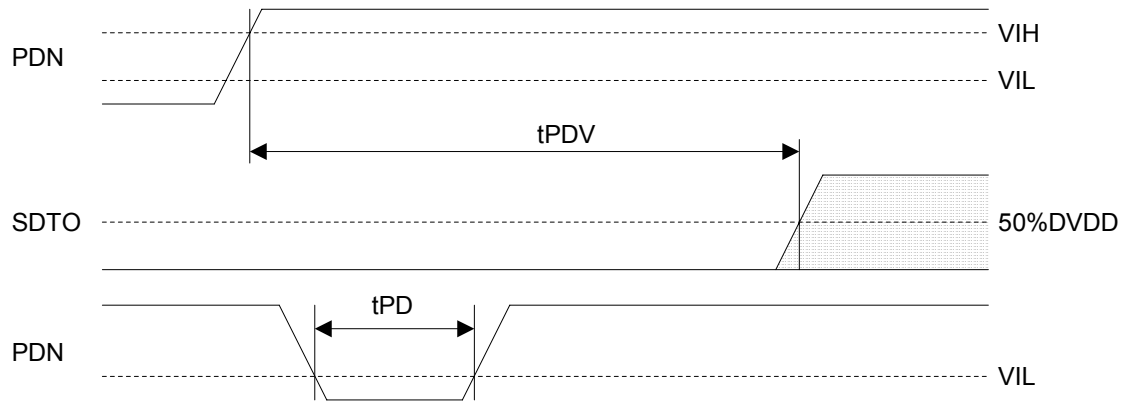 VIH
PDN
VIL
tPDV
SDTO
50%DVDD
tPD
PDN
VIL